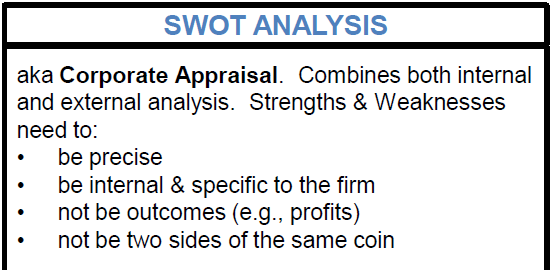 SWOT ANALYSIS
aka Corporate Appraisal.  Combines both internal
and external analysis.  Strengths & Weaknesses
need to:
• be precise
• be internal & specific to the firm
• not be outcomes (e.g., profits)
• not be two sides of the same coin